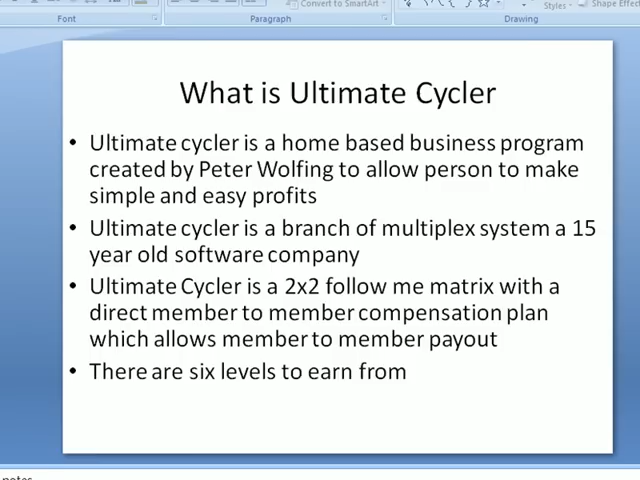 Convert to SmartArt
Styles
Shape Effect
Font
Paragraph
Drawing
What is Ultimate Cycler
• Ultimate cycler is a home based business program
created by Peter Wolfing to allow person to make
simple and easy profits
• Ultimate cycler is a branch of multiplex system a 15
year old software company
• Ultimate Cycler is a 2x2 follow me matrix with a
direct member to member compensation plan
which allows member to member payout
• There are six levels to earn from
notes